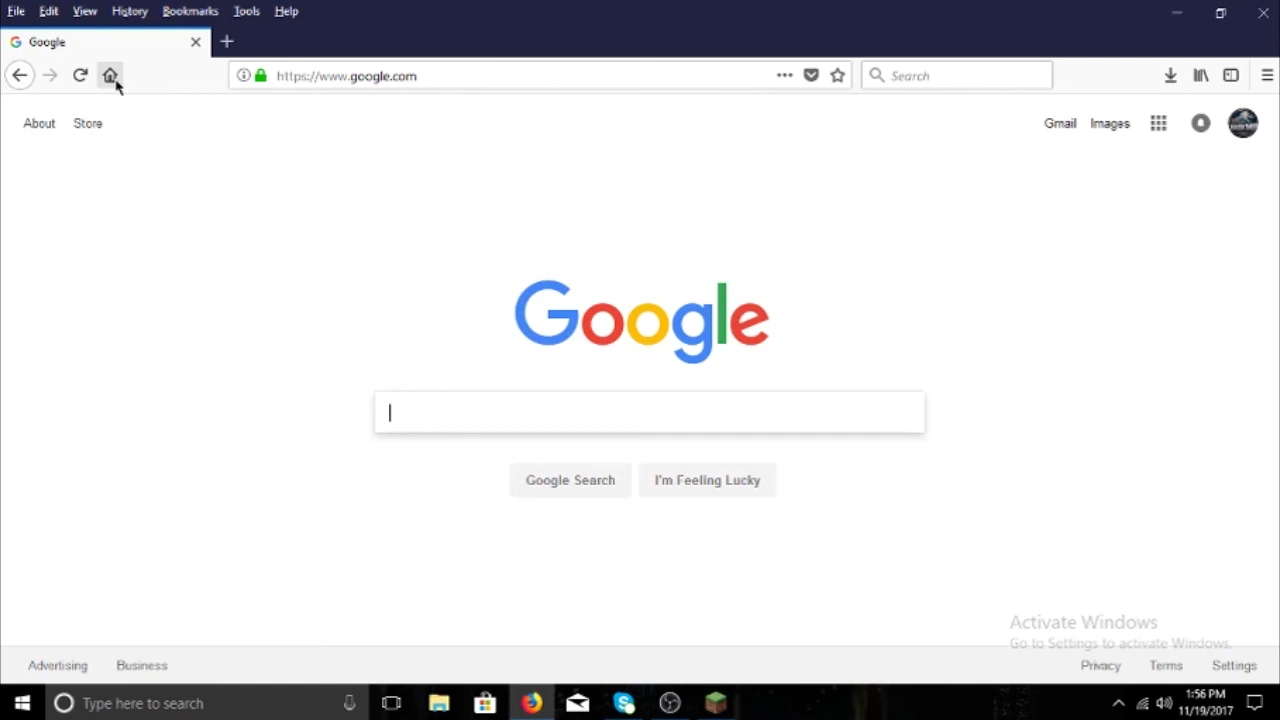 File Edit View History Bookmarks Tools Help
Google
https://www.google.com
Search
About Store
Gmail Images
Google
Google Search I'm Feeling Lucky
Activate Windows
Go to Settings to activate Windows.
Advertising Business
Privacy Terms Settings
Type here to search
1:56 PM
11/19/2017